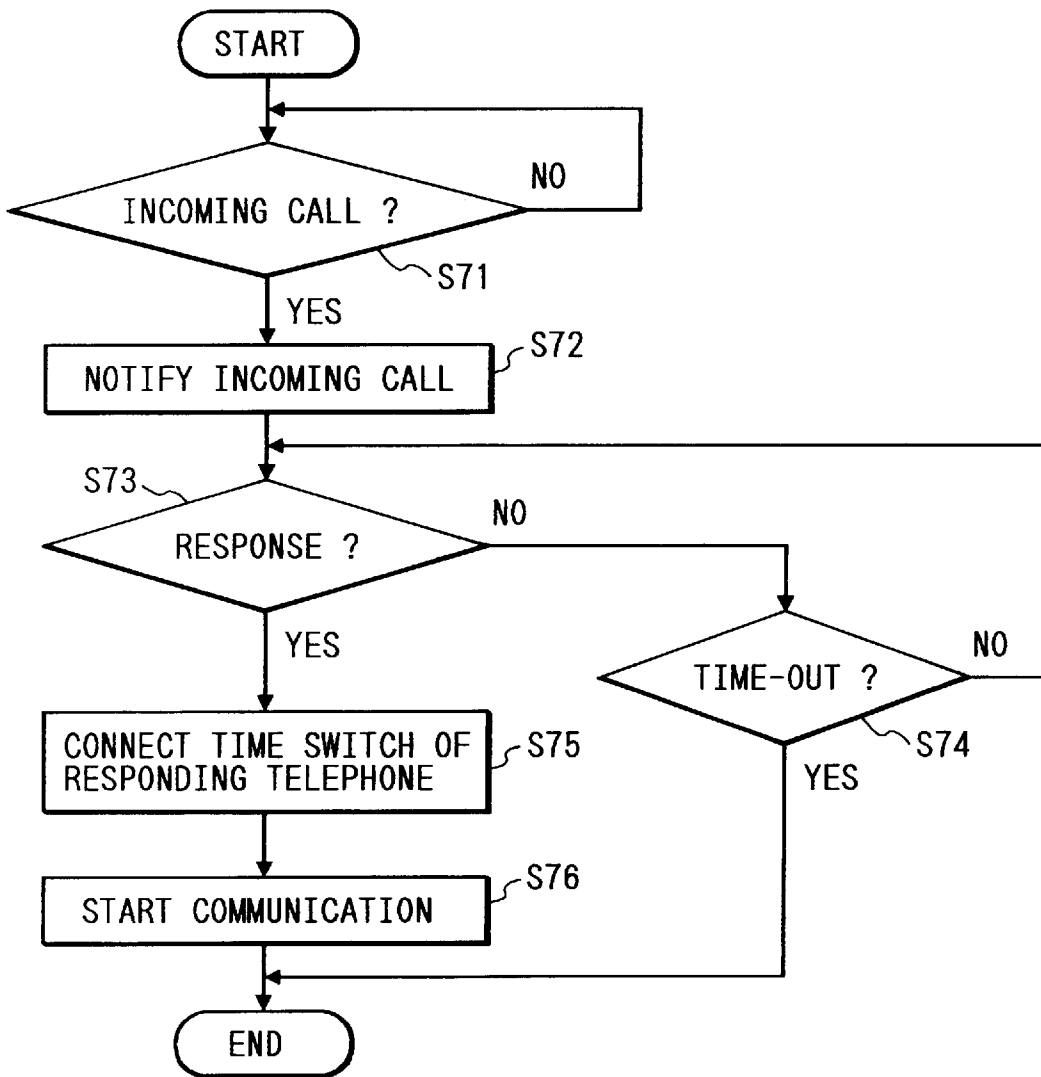 START
INCOMING CALL ?
NO
S71
YES
NOTIFY INCOMING CALL
S72
S73
RESPONSE ?
NO
YES
TIME-OUT ?
NO
S74
YES
CONNECT TIME SWITCH OF
RESPONDING TELEPHONE
S75
START COMMUNICATION
S76
END